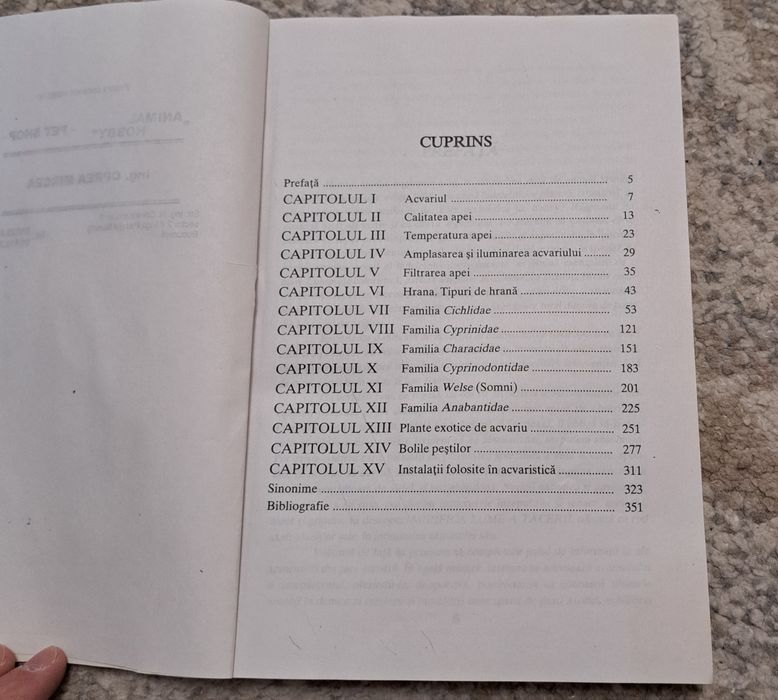 CUPRINS
Prefață ........ 5
CAPITOLUL I Acvariul ........ 7
CAPITOLUL II Calitatea apei ........ 13
CAPITOLUL III Temperatura apei ........ 23
CAPITOLUL IV Amplasarea și iluminarea acvariului ........ 29
CAPITOLUL V Filtrarea apei ........ 35
CAPITOLUL VI Hrana. Tipuri de hrană ........ 43
CAPITOLUL VII Familia Cichlidae ........ 53
CAPITOLUL VIII Familia Cyprinidae ........ 121
CAPITOLUL IX Familia Characidae ........ 151
CAPITOLUL X Familia Cyprinodontidae ........ 183
CAPITOLUL XI Familia Welse (Somni) ........ 201
CAPITOLUL XII Familia Anabantidae ........ 225
CAPITOLUL XIII Plante exotice de acvariu ........ 251
CAPITOLUL XIV Bolile peștilor ........ 277
CAPITOLUL XV Instalații folosite în acvaristică ........ 311
Sinonime ........ 323
Bibliografie ........ 351